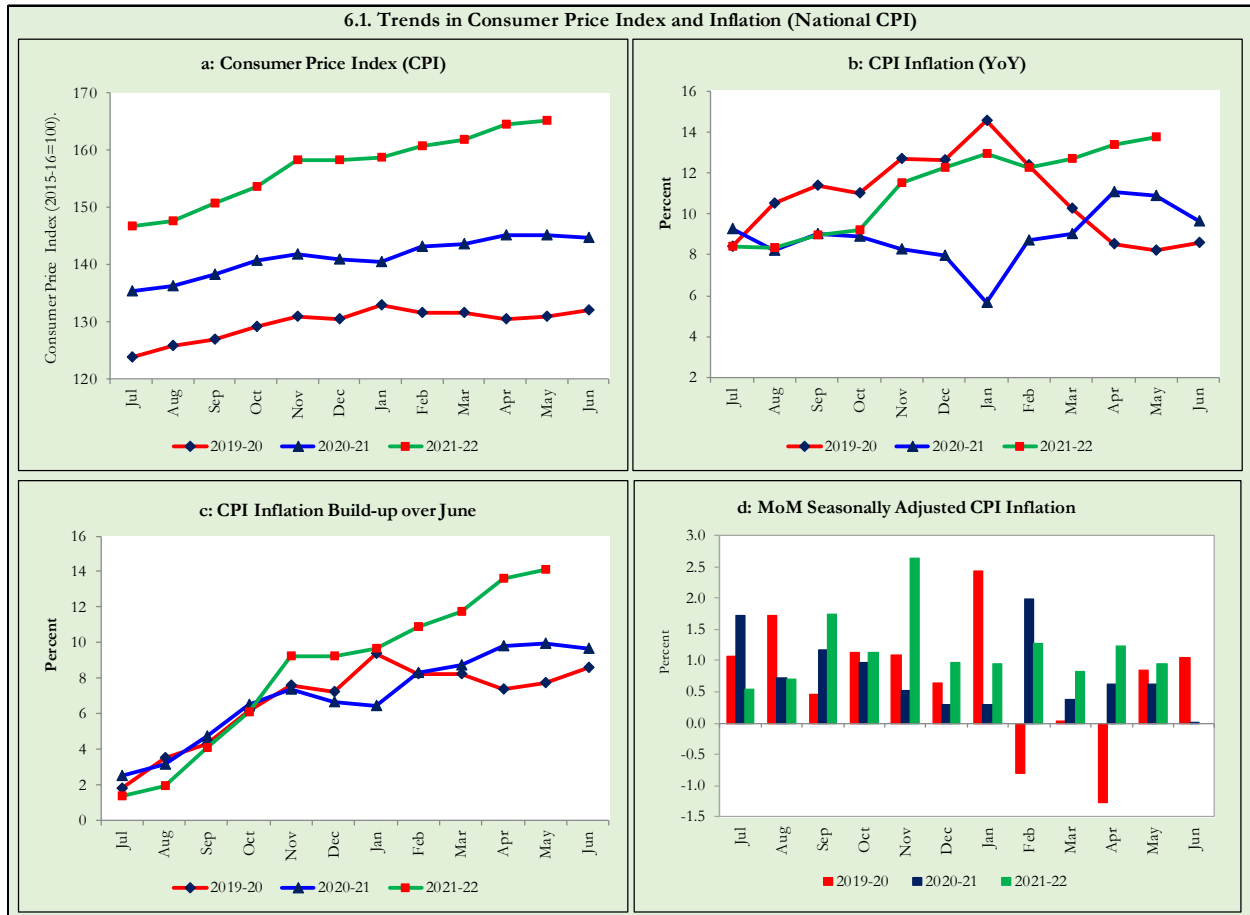 6.1. Trends in Consumer Price Index and Inflation (National CPI)
a: Consumer Price Index (CPI)
Consumer Price Index (2015-16=100).
170
160
150
140
130
120
Jul
Aug
Sep
Oct
Nov
Dec
Jan
Feb
Mar
Apr
May
Jun
2019-20 2020-21 2021-22
b: CPI Inflation (YoY)
Percent
16
14
12
10
8
6
4
2
Jul
Aug
Sep
Oct
Nov
Dec
Jan
Feb
Mar
Apr
May
Jun
2019-20 2020-21 2021-22
c: CPI Inflation Build-up over June
Percent
16
14
12
10
8
6
4
2
0
Jul
Aug
Sep
Oct
Nov
Dec
Jan
Feb
Mar
Apr
May
Jun
2019-20 2020-21 2021-22
d: MoM Seasonally Adjusted CPI Inflation
Percent
3.0
2.5
2.0
1.5
1.0
0.5
0.0
-0.5
-1.0
-1.5
Jul
Aug
Sep
Oct
Nov
Dec
Jan
Feb
Mar
Apr
May
Jun
2019-20 2020-21 2021-22